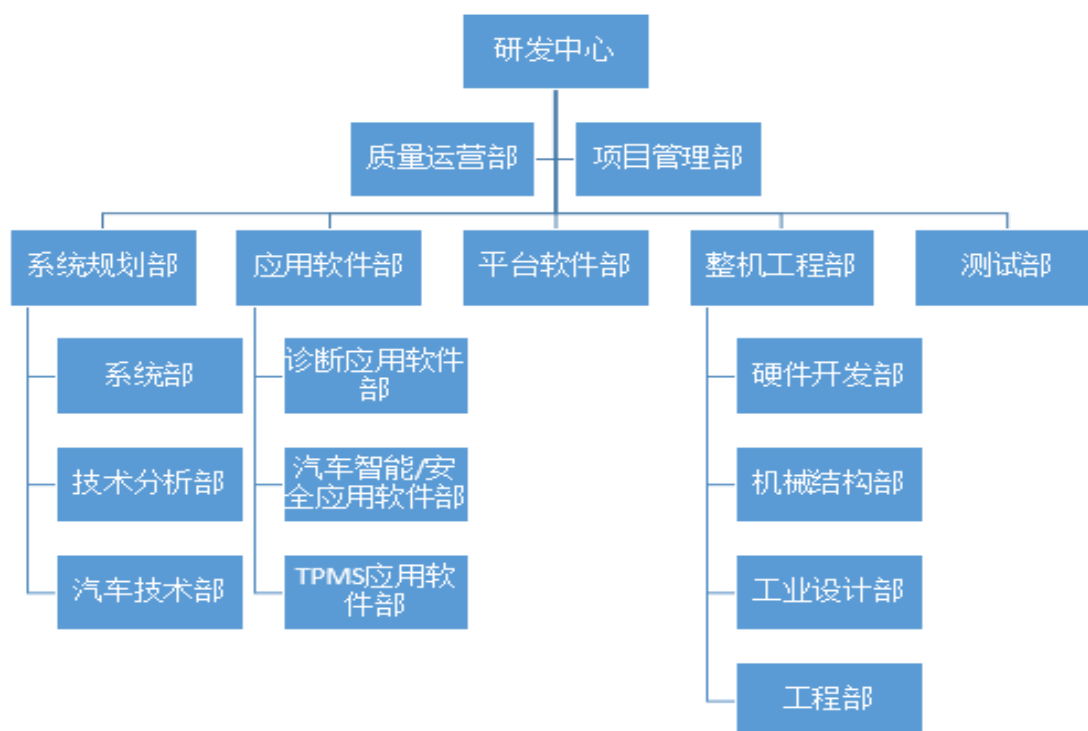 研发中心
质量运营部
项目管理部
系统规划部
应用软件部
平台软件部
整机工程部
测试部
系统部
诊断应用软件
部
硬件开发部
技术分析部
汽车智能/安
全应用软件部
机械结构部
汽车技术部
TPMS应用软
件部
工业设计部
工程部